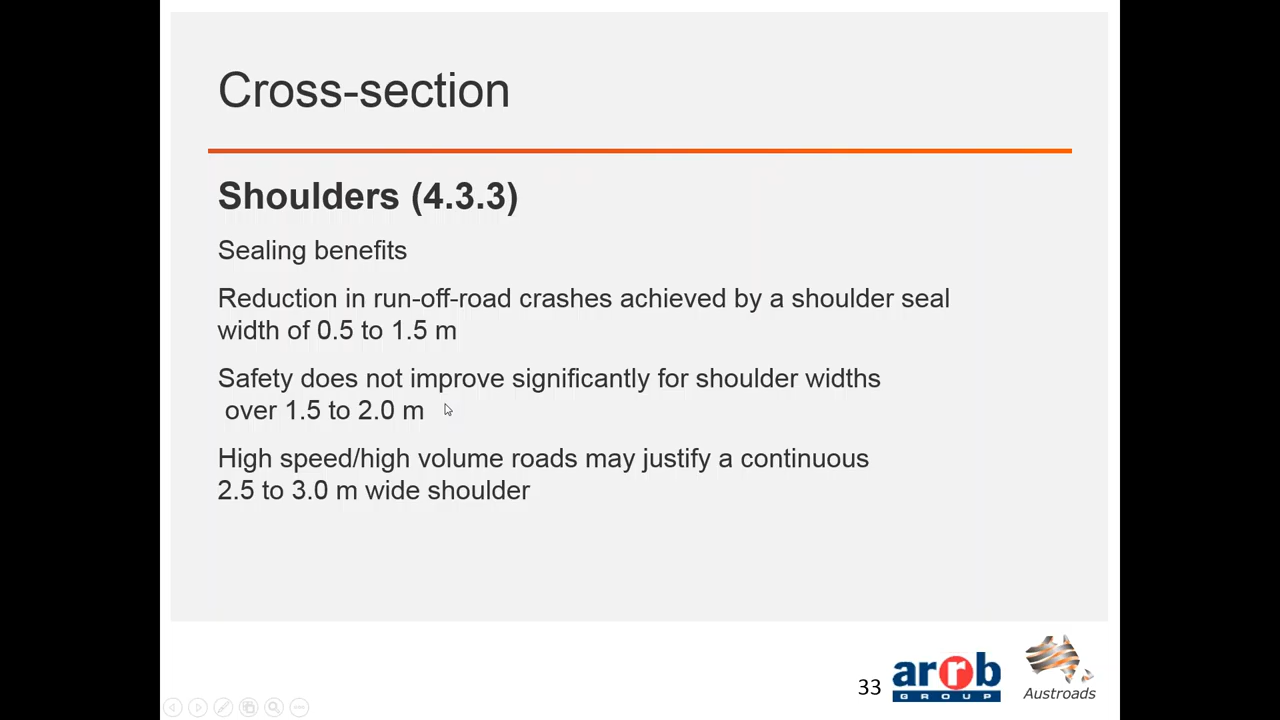 Cross-section
Shoulders (4.3.3)
Sealing benefits
Reduction in run-off-road crashes achieved by a shoulder seal
width of 0.5 to 1.5 m
Safety does not improve significantly for shoulder widths
over 1.5 to 2.0 m
High speed/high volume roads may justify a continuous
2.5 to 3.0 m wide shoulder
33
arrb
GROUP
Austroads